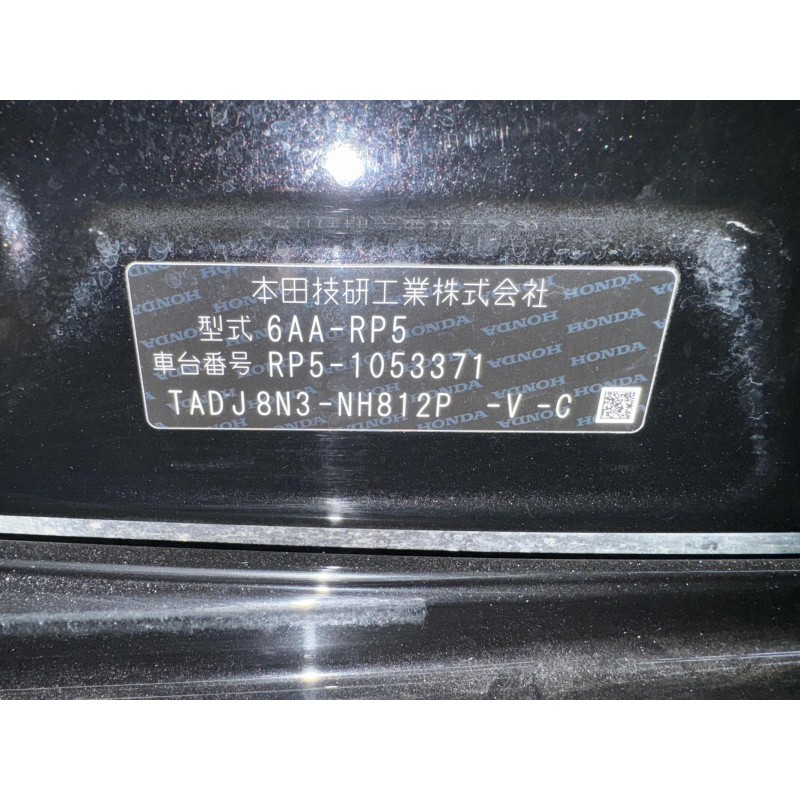 本田技研工業株式会社
型式 6AA-RP5
車台番号 RP5-1053371
TADJ8N3-NH812P -V -C